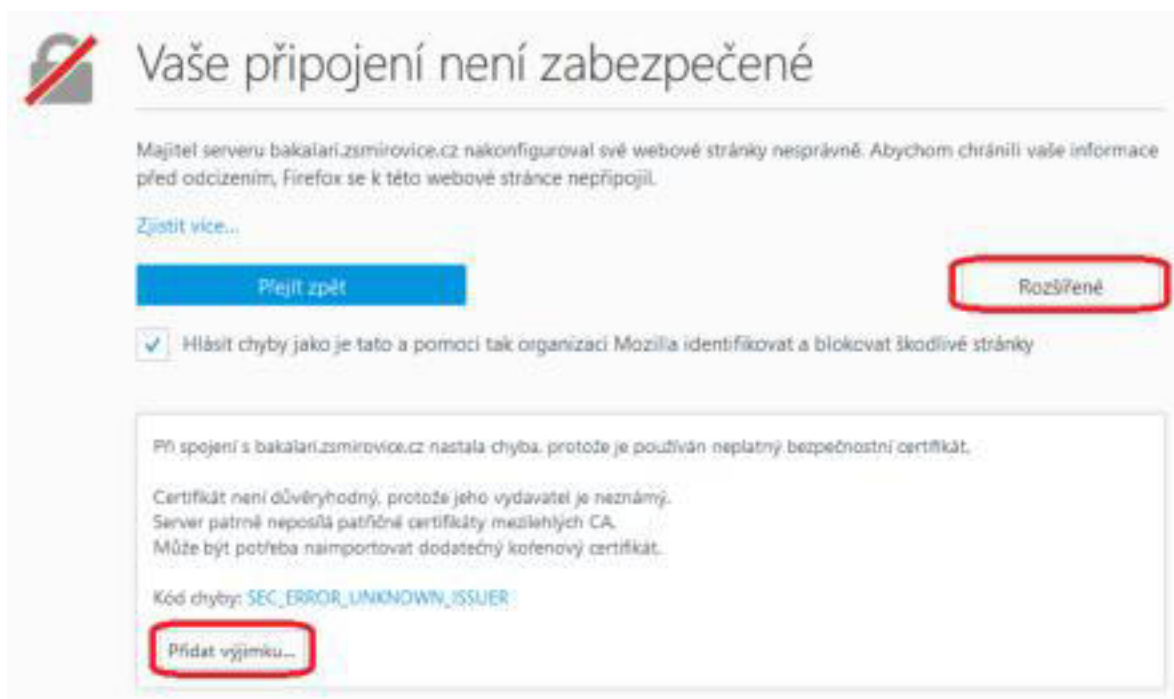 Vaše připojení není zabezpečené
Majitel serveru bakalari.zsmirovice.cz nakonfiguroval své webové stránky nesprávně. Abychom chránili vaše informace
před odcizením, Firefox se k této webové stránce nepřipojil.
Zjistit více...
Přejít zpět
Rozšířené
Hlásit chyby jako je tato a pomoci tak organizaci Mozilla identifikovat a blokovat škodlivé stránky
Při spojení s bakalari.zsmirovice.cz nastala chyba, protože je používán neplatný bezpečnostní certifikát.
Certifikát není důvěryhodný, protože jeho vydavatel je neznámý.
Server patrně neposílá patřičné certifikáty mezilehlých CA.
Může být potřeba naimportovat dodatečný kořenový certifikát.
Kód chyby: SEC_ERROR_UNKNOWN_ISSUER
Přidat výjimku...